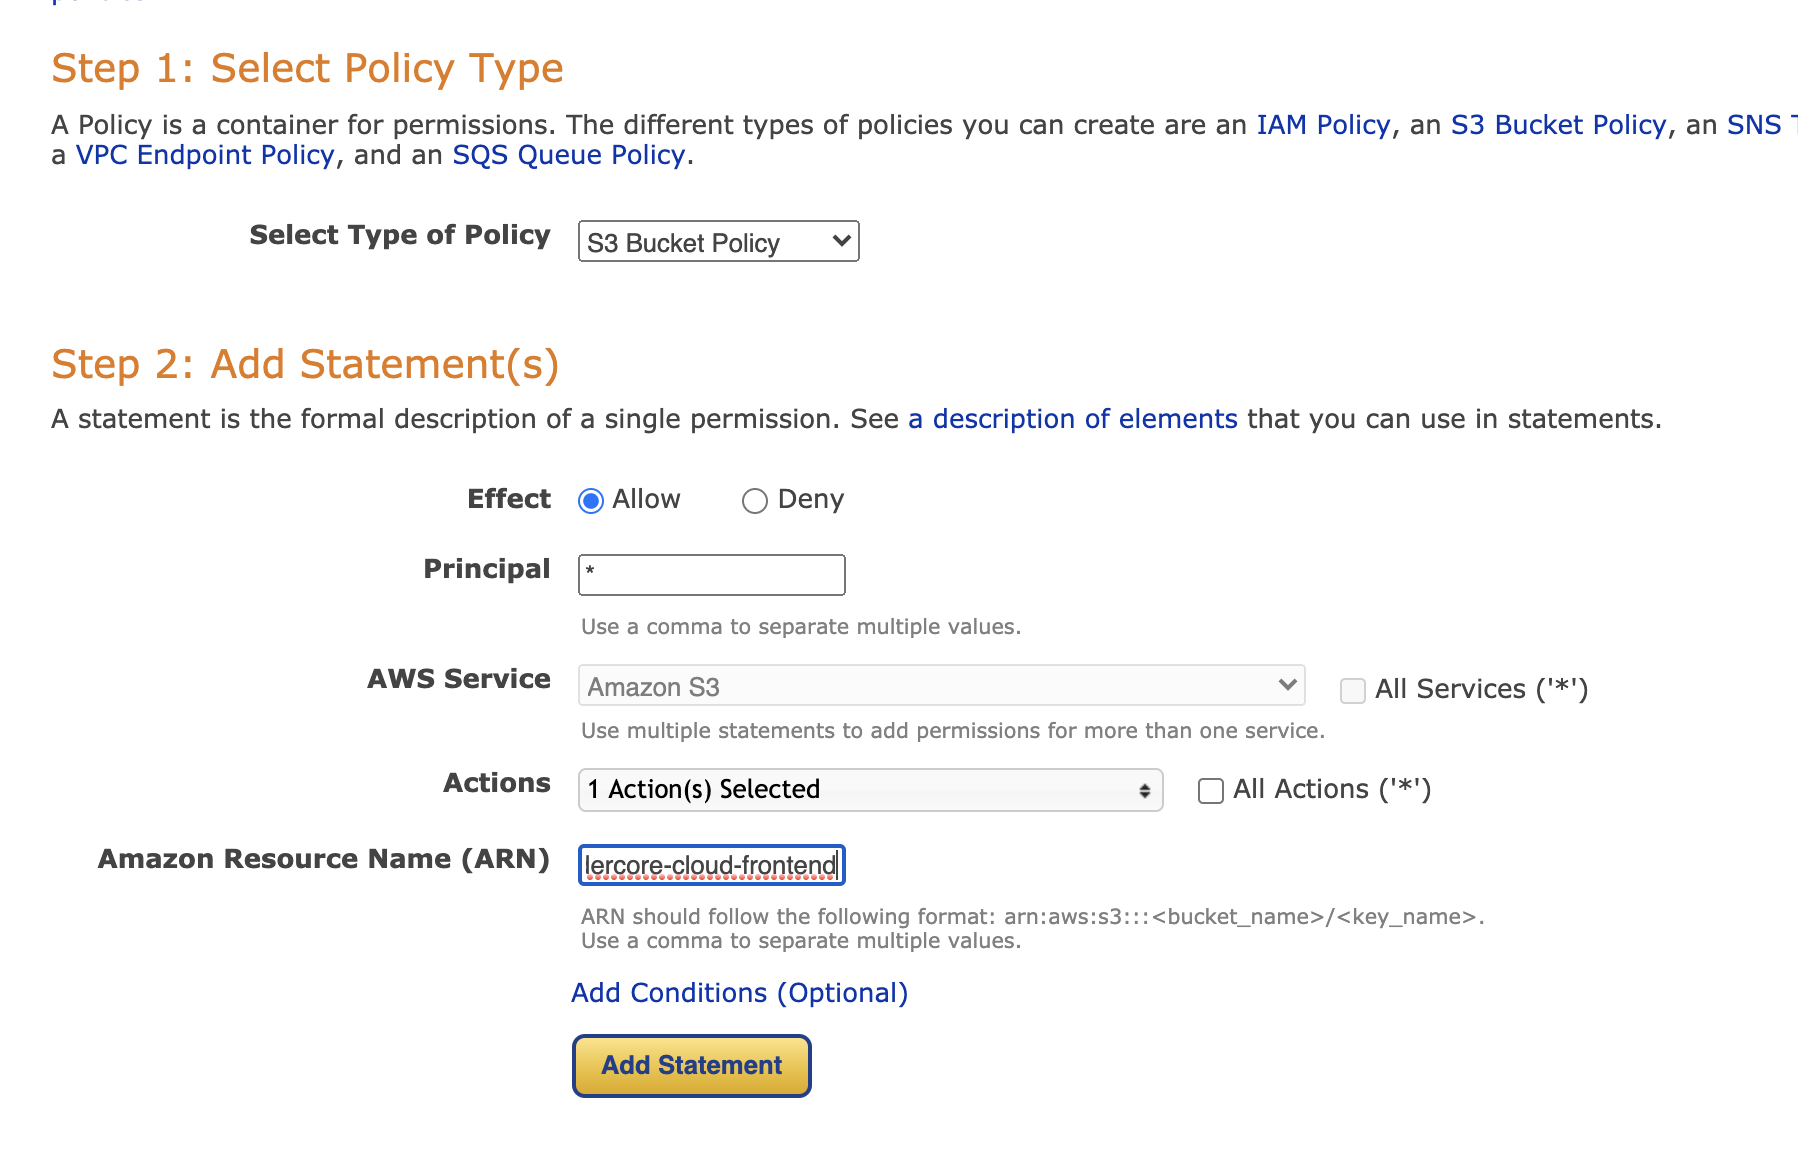 Step 1: Select Policy Type
A Policy is a container for permissions. The different types of policies you can create are an IAM Policy, an S3 Bucket Policy, an SNS
a VPC Endpoint Policy, and an SQS Queue Policy.
Select Type of Policy S3 Bucket Policy
Step 2: Add Statement(s)
A statement is the formal description of a single permission. See a description of elements that you can use in statements.
Effect Allow Deny
Principal *
Use a comma to separate multiple values.
AWS Service Amazon S3 All Services ('*')
Use multiple statements to add permissions for more than one service.
Actions 1 Action(s) Selected All Actions ('*')
Amazon Resource Name (ARN) lercore-cloud-frontend
ARN should follow the following format: arn:aws:s3:::<bucket_name>/<key_name>.
Use a comma to separate multiple values.
Add Conditions (Optional)
Add Statement